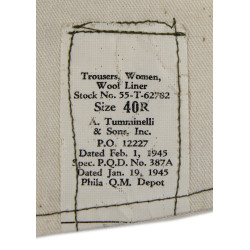 Trousers, Women,
Wool Liner
Stock No. 55-T-62782
Size 40R
A. Tumminelli
& Sons, Inc.
P.O. 12227
Dated Feb. 1, 1945
Spec. P.Q.D. No. 387A
Dated Jan. 19, 1945
Phila Q.M. Depot